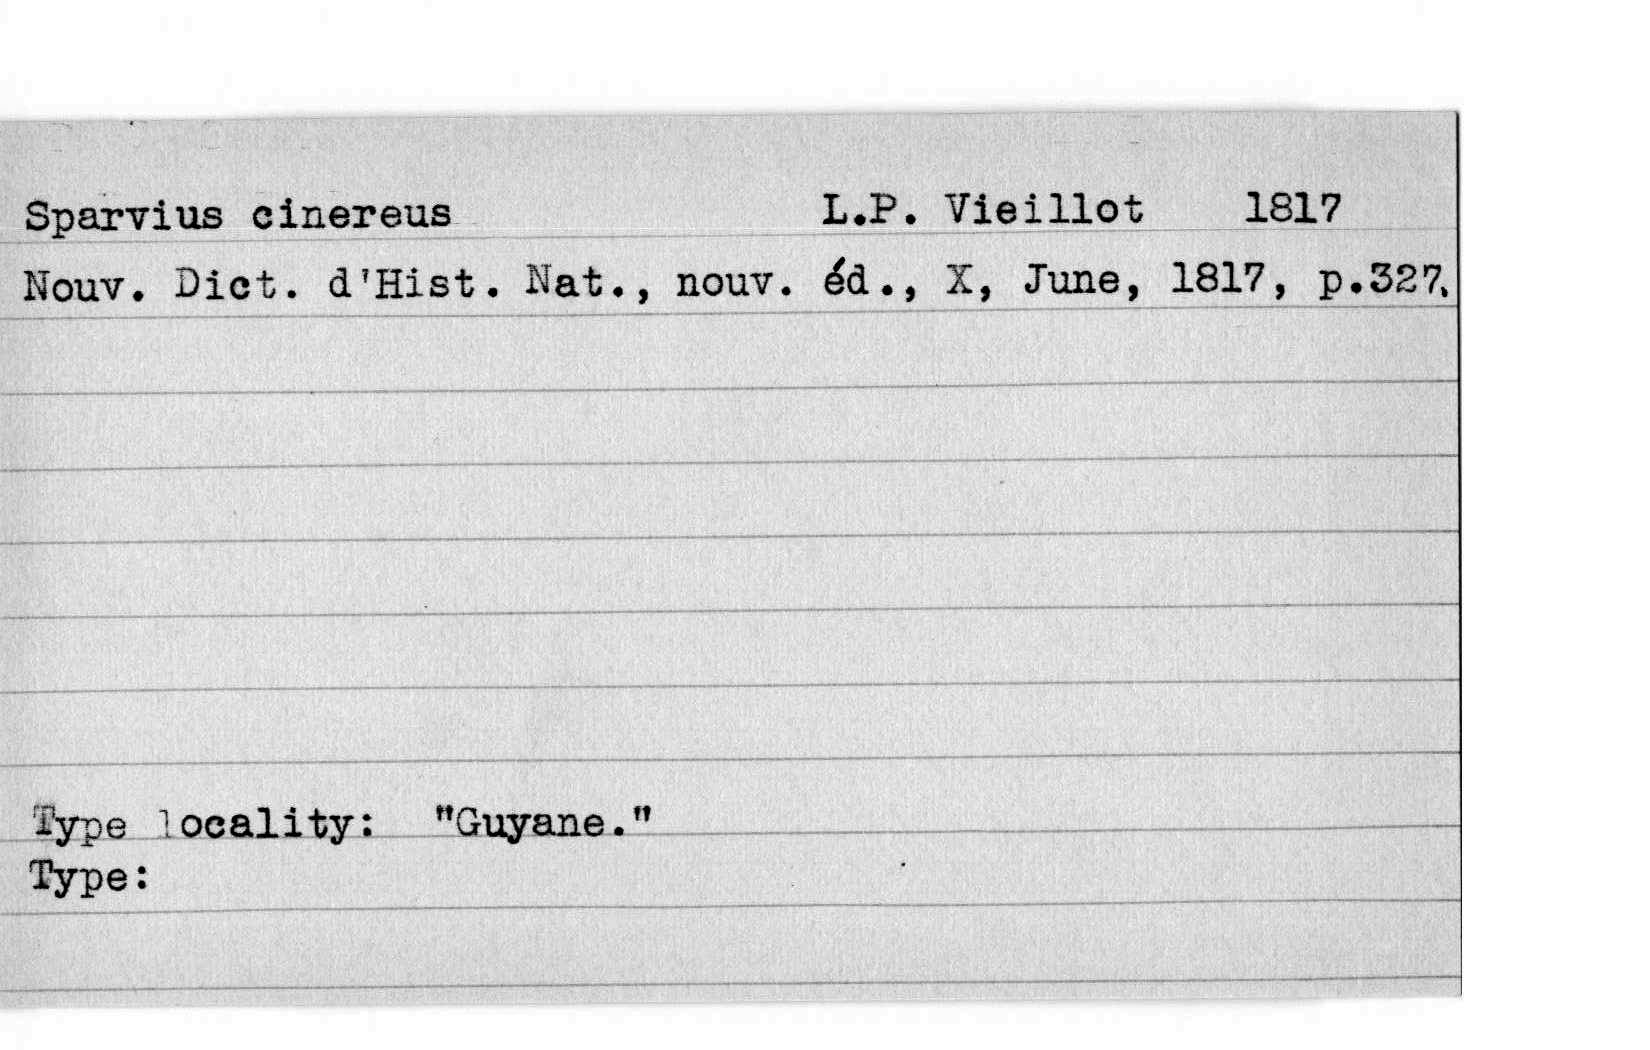 Sparvius cinereus L.P. Vieillot 1817
Nouv. Dict. d'Hist. Nat., nouv. éd., X, June, 1817, p.327.
Type locality: "Guyane."
Type: